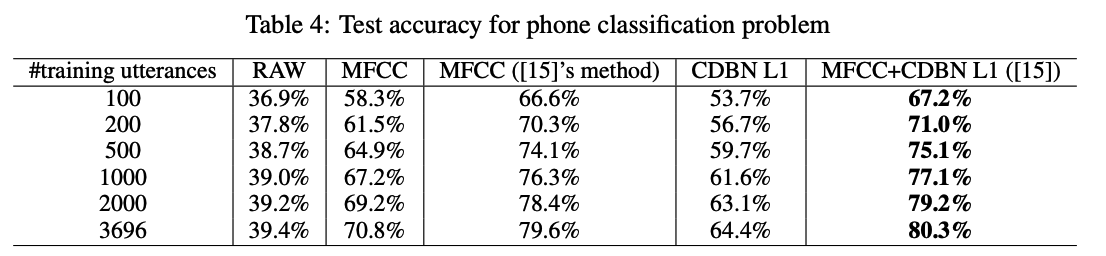 Table 4: Test accuracy for phone classification problem
#training utterances RAW MFCC MFCC ([15]'s method) CDBN L1 MFCC+CDBN L1 ([15])
100 36.9% 58.3% 66.6% 53.7% 67.2%
200 37.8% 61.5% 70.3% 56.7% 71.0%
500 38.7% 64.9% 74.1% 59.7% 75.1%
1000 39.0% 67.2% 76.3% 61.6% 77.1%
2000 39.2% 69.2% 78.4% 63.1% 79.2%
3696 39.4% 70.8% 79.6% 64.4% 80.3%